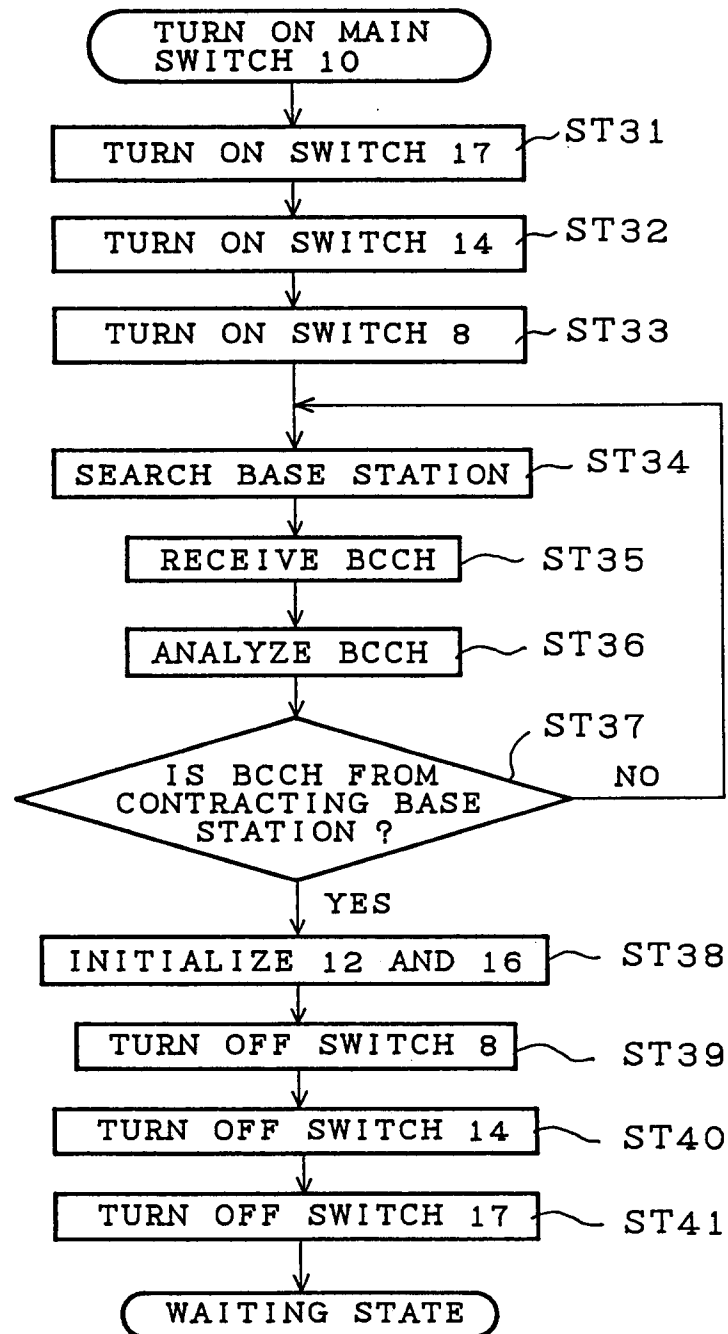 TURN ON MAIN
SWITCH 10
TURN ON SWITCH 17
ST31
TURN ON SWITCH 14
ST32
TURN ON SWITCH 8
ST33
SEARCH BASE STATION
ST34
RECEIVE BCCH
ST35
ANALYZE BCCH
ST36
ST37
IS BCCH FROM
CONTRACTING BASE
STATION ?
NO
YES
INITIALIZE 12 AND 16
ST38
TURN OFF SWITCH 8
ST39
TURN OFF SWITCH 14
ST40
TURN OFF SWITCH 17
ST41
WAITING STATE